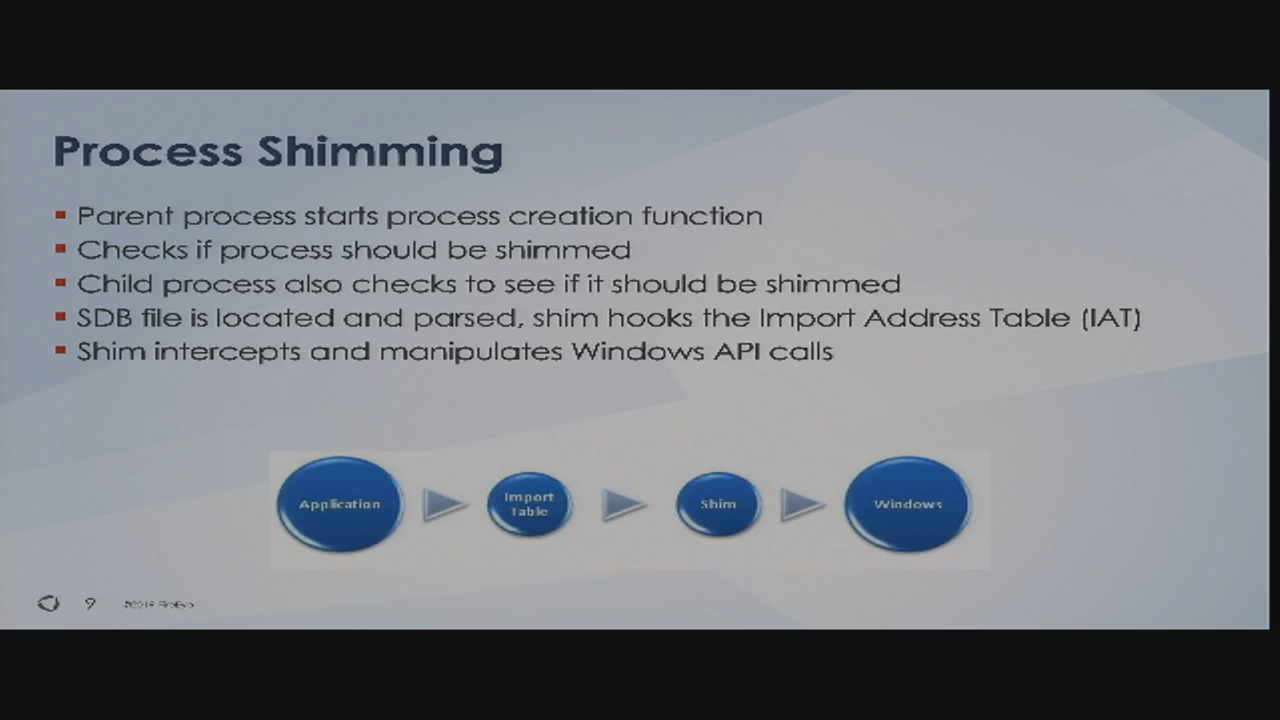 Process Shimming
Parent process starts process creation function
Checks if process should be shimmed
Child process also checks to see if it should be shimmed
SDB file is located and parsed, shim hooks the Import Address Table (IAT)
Shim intercepts and manipulates Windows API calls
Application
Import
Table
Shim
Windows
9